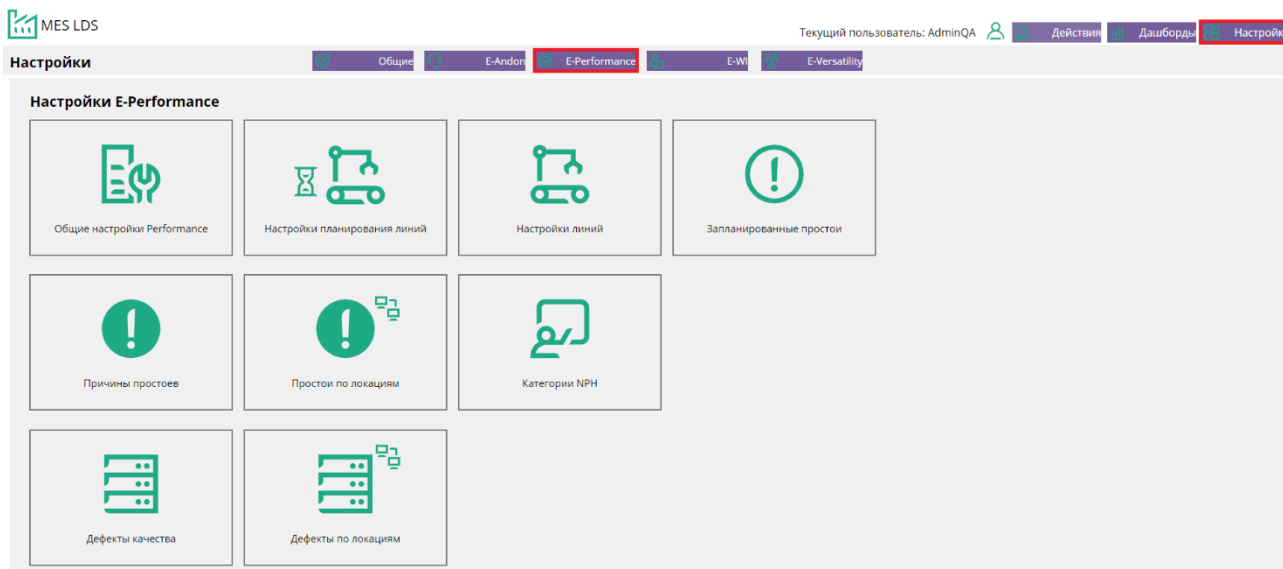 MES LDS
Текущий пользователь: AdminQA Действия Дашборды Настройк
Настройки Общие E-Andon E-Performance E-WI E-Versatility
Настройки E-Performance
Общие настройки Performance Настройки планирования линий Настройки линий Запланированные простои
Причины простоев Простои по локациям Категории NPH
Дефекты качества Дефекты по локациям